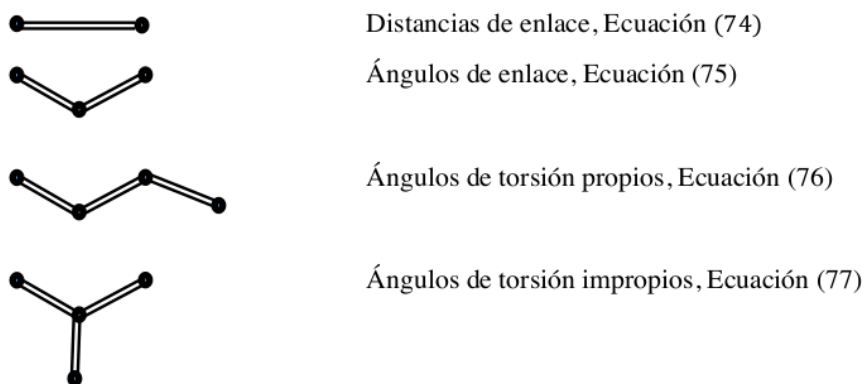 Distancias de enlace, Ecuación (74)
Ángulos de enlace, Ecuación (75)
Ángulos de torsión propios, Ecuación (76)
Ángulos de torsión impropios, Ecuación (77)